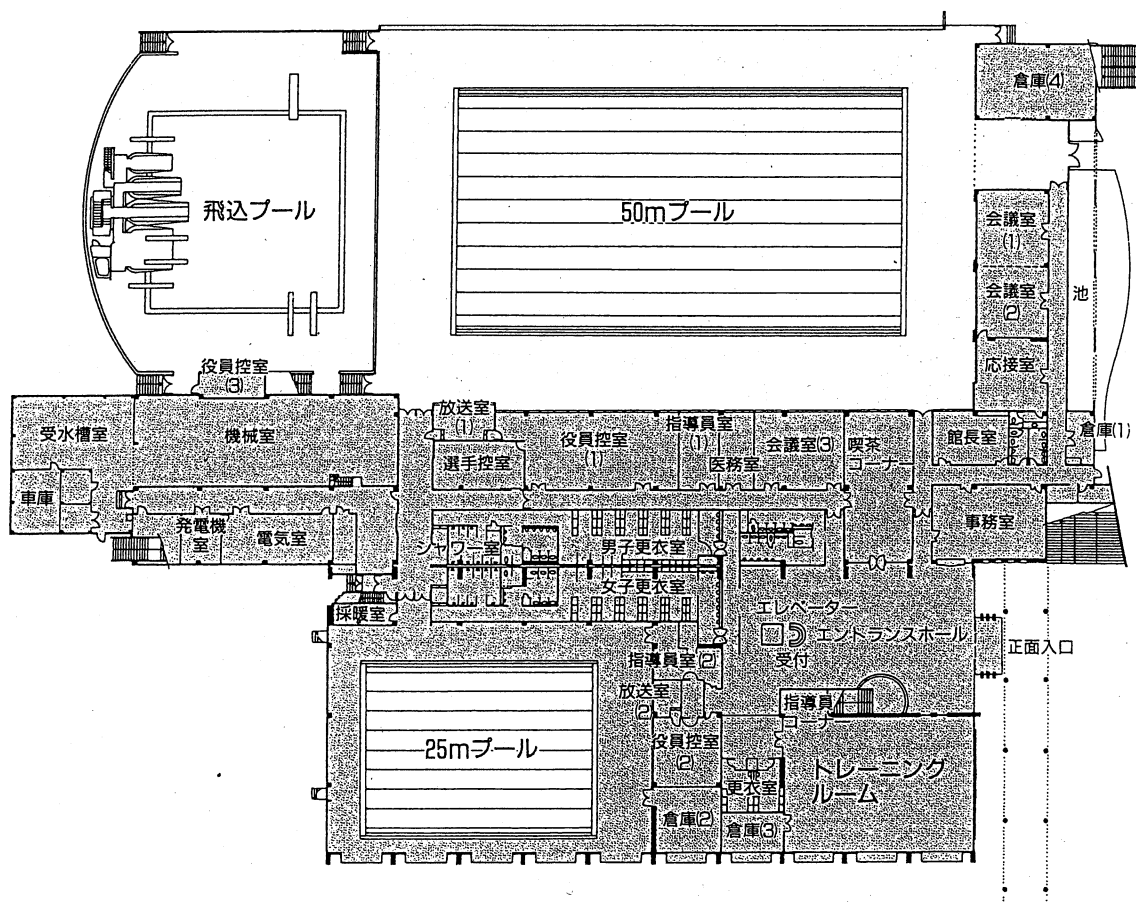 倉庫(4)
飛込プール
50mプール
会議室
(1)
会議室
(2)
池
応接室
役員控室
(3)
受水槽室
機械室
放送室
(1)
選手控室
役員控室
(1)
指導員室
(1)
医務室
会議室(3)
喫茶
コーナー
館長室
倉庫(1)
車庫
発電機
室
電気室
シャワー室
男子更衣室
事務室
女子更衣室
採暖室
エレベーター
エントランスホール
受付
正面入口
指導員室(2)
放送室
(2)
指導員
コーナー
25mプール
役員控室
(2)
更衣室
トレーニング
ルーム
倉庫(2)
倉庫(3)